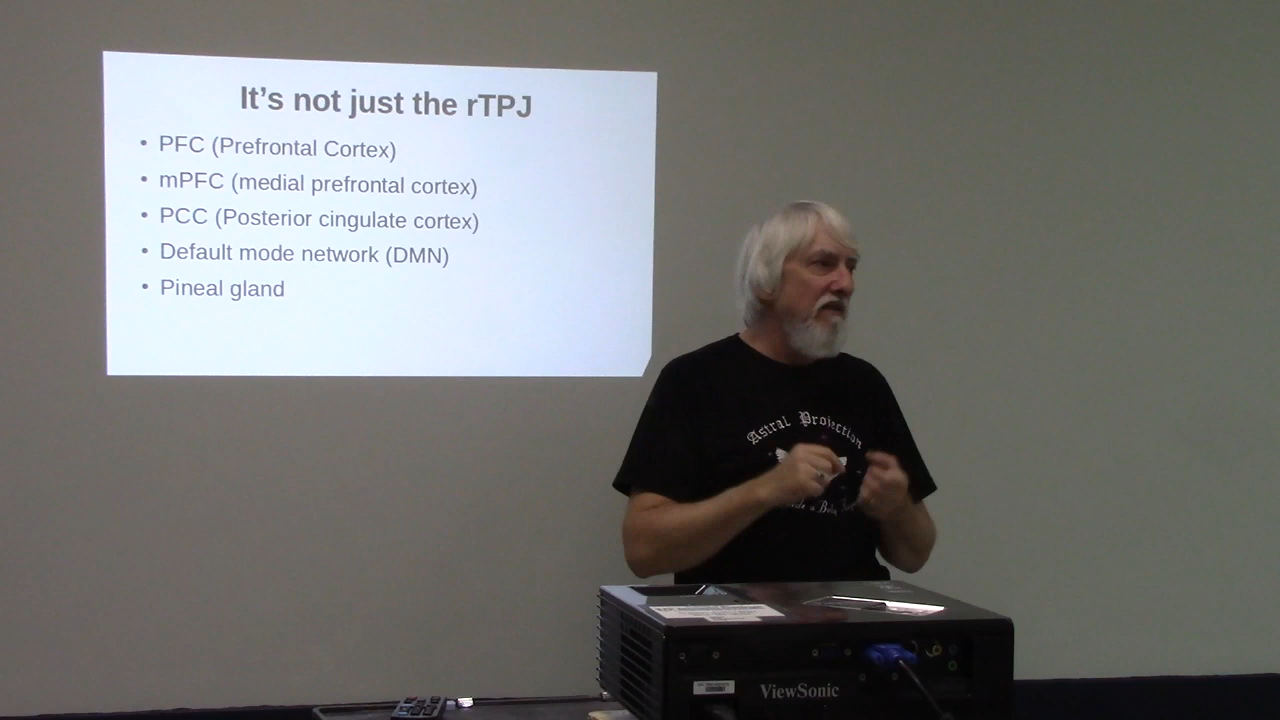 It’s not just the rTPJ
• PFC (Prefrontal Cortex)
• mPFC (medial prefrontal cortex)
• PCC (Posterior cingulate cortex)
• Default mode network (DMN)
• Pineal gland
Astral Projection
ViewSonic